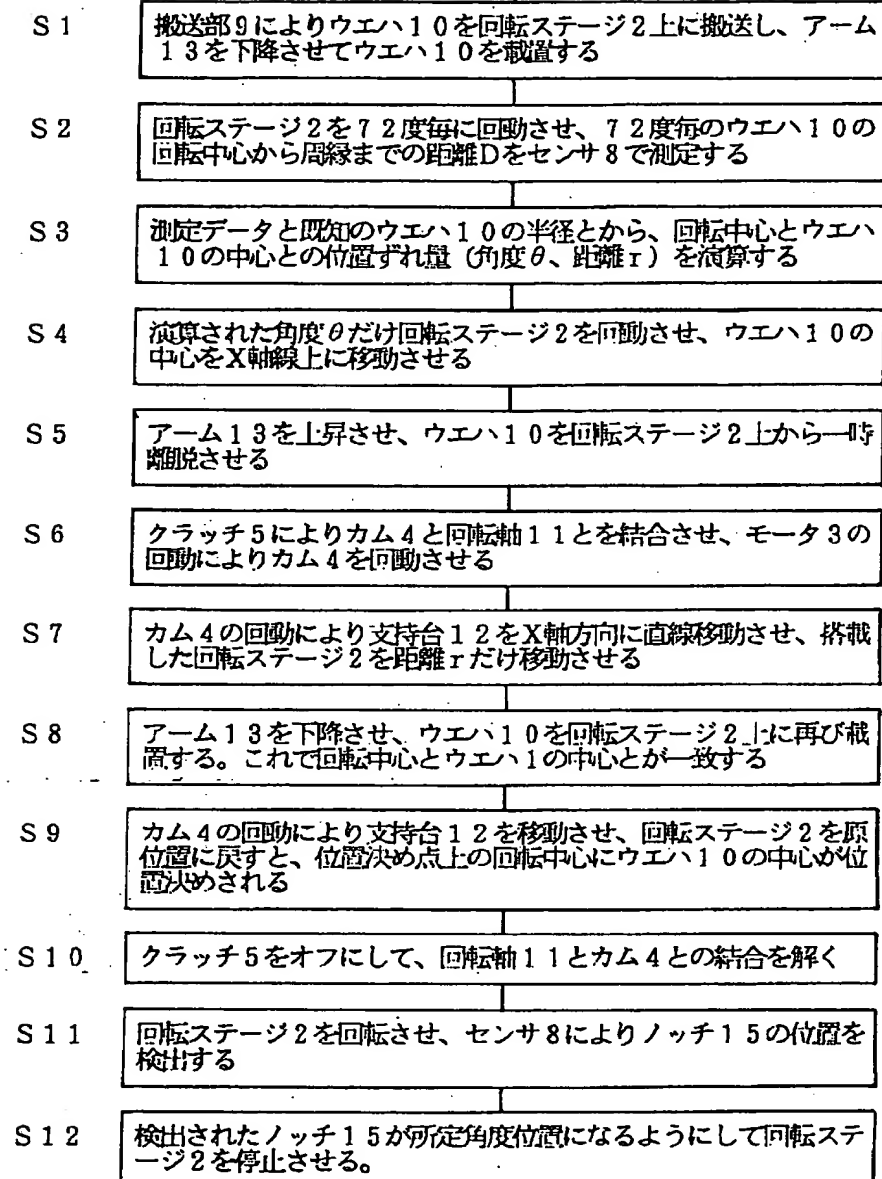 S1
搬送部9によりウエハ10を回転ステージ2上に搬送し、アーム
13を下降させてウエハ10を載置する
S2
回転ステージ2を72度毎に回動させ、72度毎のウエハ10の
回転中心から周縁までの距離Dをセンサ8で測定する
S3
測定データと既知のウエハ10の半径とから、回転中心とウエハ
10の中心との位置ずれ量（角度θ、距離r）を演算する
S4
演算された角度θだけ回転ステージ2を回動させ、ウエハ10の
中心をX軸線上に移動させる
S5
アーム13を上昇させ、ウエハ10を回転ステージ2上から一時
離脱させる
S6
クラッチ5によりカム4と回転軸11とを結合させ、モータ3の
回動によりカム4を回動させる
S7
カム4の回動により支持台12をX軸方向に直線移動させ、搭載
した回転ステージ2を距離rだけ移動させる
S8
アーム13を下降させ、ウエハ10を回転ステージ2上に再び載
置する。これで回転中心とウエハ1の中心とが一致する
S9
カム4の回動により支持台12を移動させ、回転ステージ2を原
位置に戻すと、位置決め点上の回転中心にウエハ10の中心が位
置決めされる
S10
クラッチ5をオフにして、回転軸11とカム4との結合を解く
S11
回転ステージ2を回転させ、センサ8によりノッチ15の位置を
検出する
S12
検出されたノッチ15が所定角度位置になるようにして回転ステ
ージ2を停止させる。